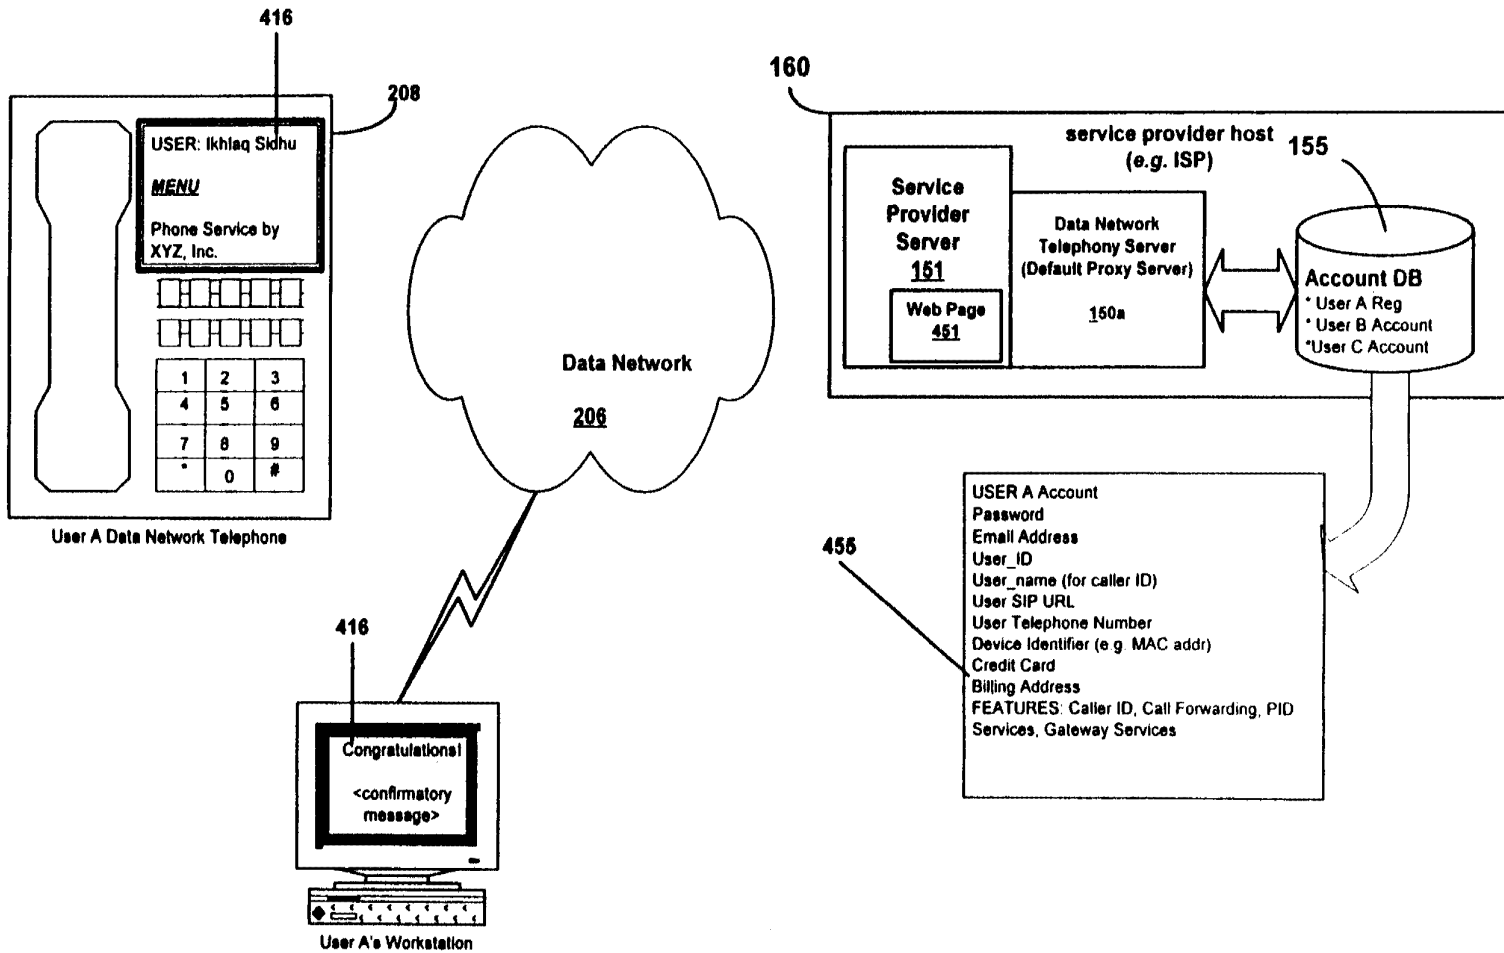 416
208
USER: Ikhlaq Sidhu
MENU
Phone Service by
XYZ, Inc.
1 2 3
4 5 6
7 8 9
* 0 #
User A Data Network Telephone
Data Network
206
416
Congratulations!
<confirmatory
message>
User A's Workstation
160
service provider host
(e.g. ISP)
155
Service
Provider
Server
151
Web Page
451
Data Network
Telephony Server
(Default Proxy Server)
150a
Account DB
* User A Reg
* User B Account
*User C Account
455
USER A Account
Password
Email Address
User_ID
User_name (for caller ID)
User SIP URL
User Telephone Number
Device Identifier (e.g. MAC addr)
Credit Card
Billing Address
FEATURES: Caller ID, Call Forwarding, PID
Services, Gateway Services